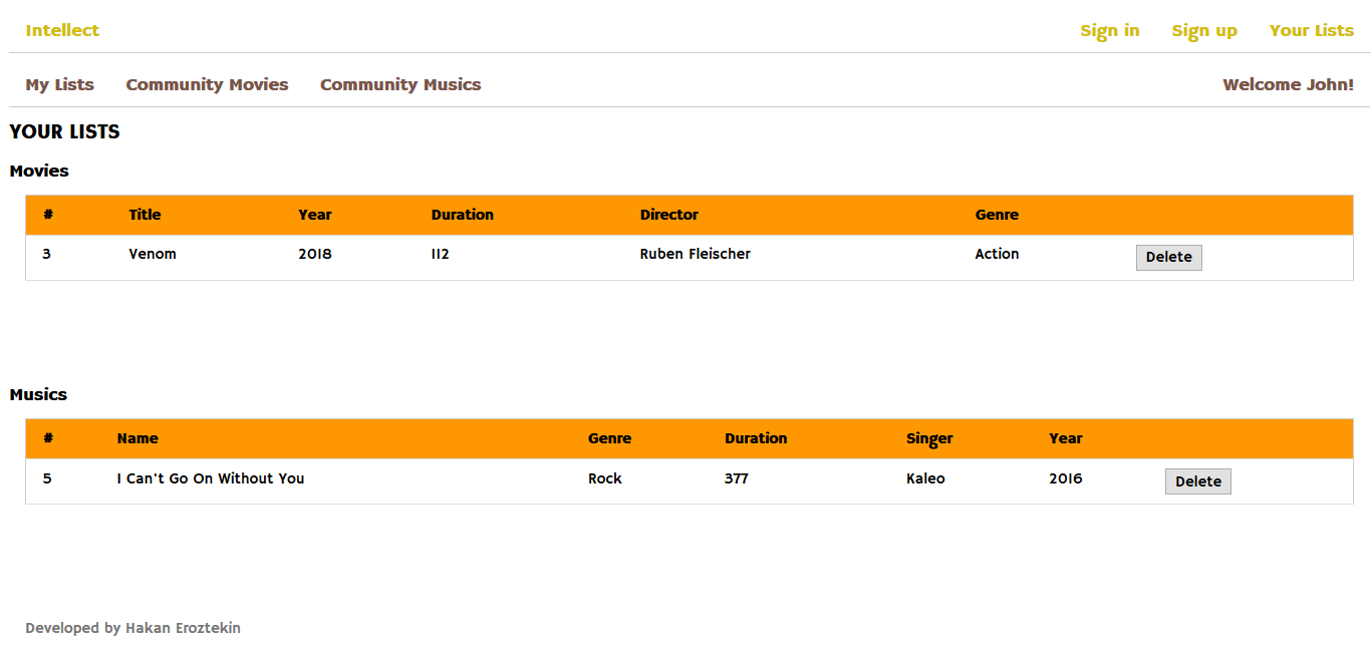 Intellect Sign in Sign up Your Lists
My Lists Community Movies Community Musics Welcome John!
YOUR LISTS
Movies
# Title Year Duration Director Genre
3 Venom 2018 112 Ruben Fleischer Action Delete
Musics
# Name Genre Duration Singer Year
5 I Can't Go On Without You Rock 377 Kaleo 2016 Delete
Developed by Hakan Eroztekin